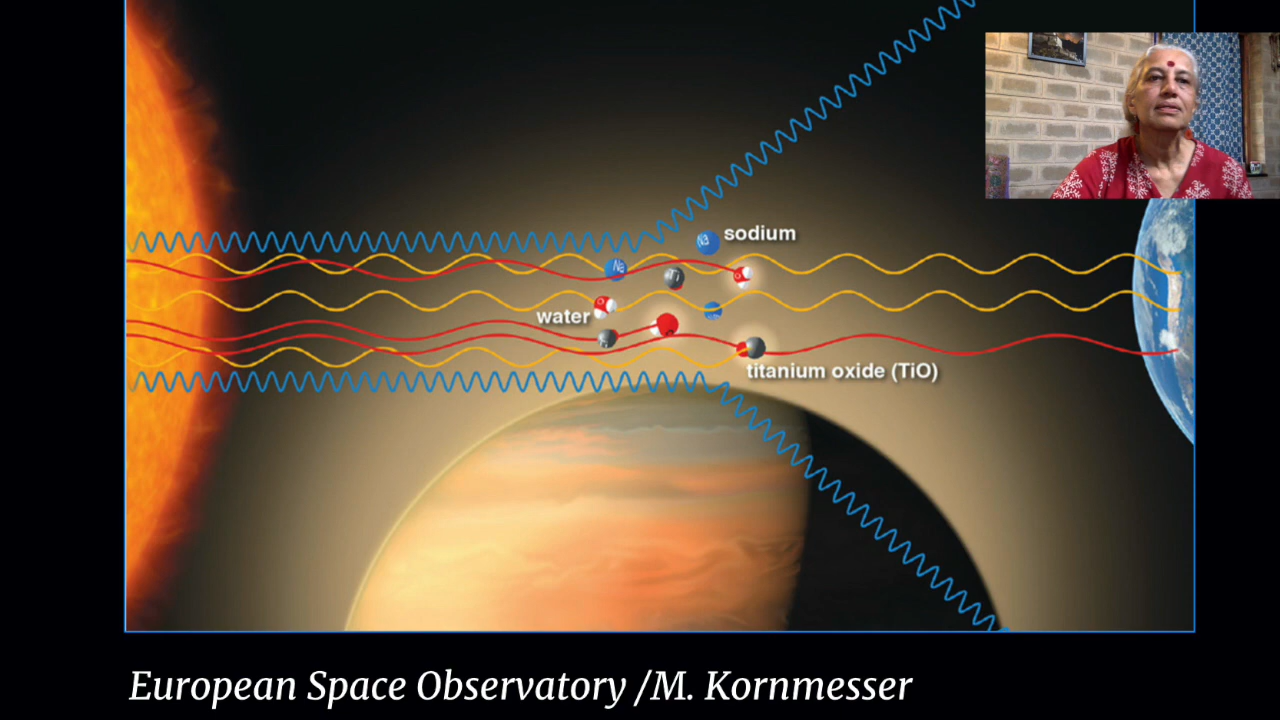 sodium
water
titanium oxide (TiO)
European Space Observatory /M. Kornmesser